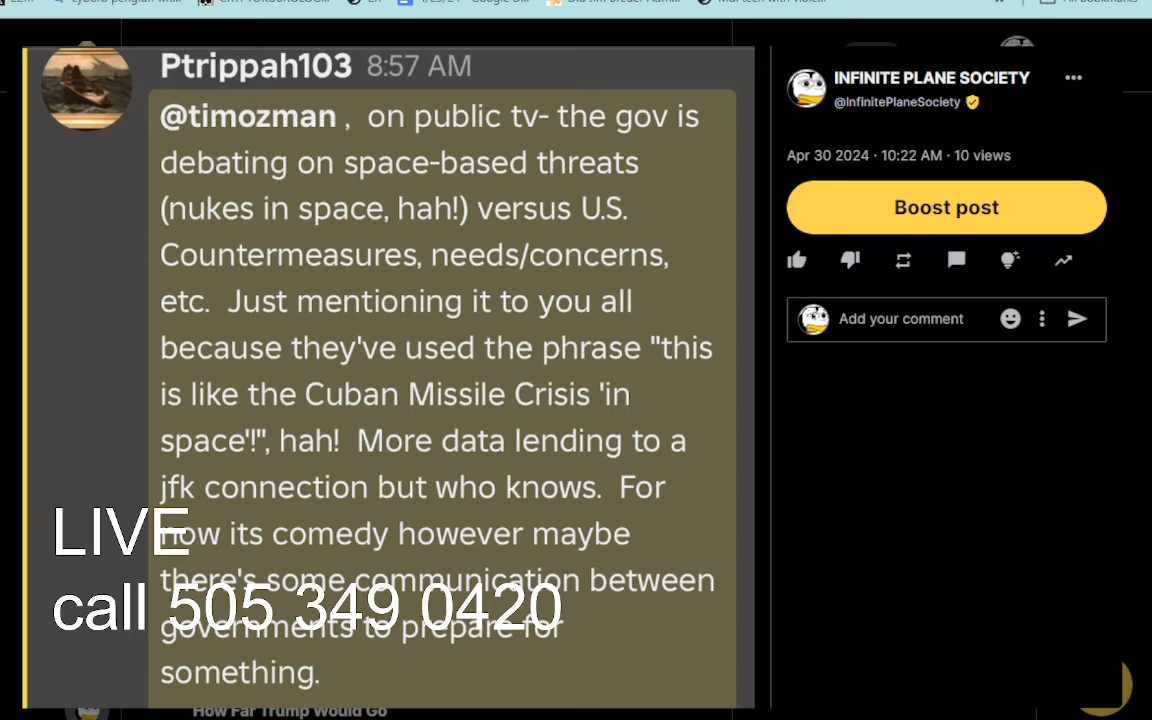 All Bookmarks
Ptrippah103 8:57 AM
@timozman , on public tv- the gov is
debating on space-based threats
(nukes in space, hah!) versus U.S.
Countermeasures, needs/concerns,
etc. Just mentioning it to you all
because they've used the phrase "this
is like the Cuban Missile Crisis 'in
space'!", hah! More data lending to a
jfk connection but who knows. For
now its comedy however maybe
there's some communication between
governments to prepare for
something.
LIVE
call 505 349 0420
How Far Trump Would Go
INFINITE PLANE SOCIETY
@InfinitePlaneSociety
Apr 30 2024 · 10:22 AM · 10 views
Boost post
Add your comment